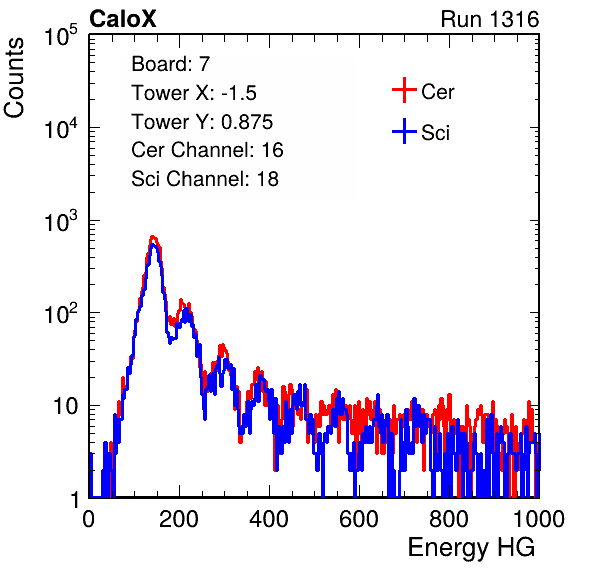 CaloX
Run 1316
Counts
10^5
10^4
10^3
10^2
10
1
Board: 7
Tower X: -1.5
Tower Y: 0.875
Cer Channel: 16
Sci Channel: 18
Cer
Sci
0 200 400 600 800 1000
Energy HG